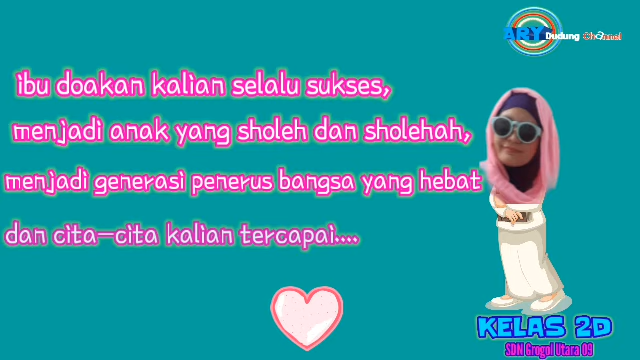 ARY Dudung Channel
ibu doakan kalian selalu sukses,
menjadi anak yang sholeh dan sholehah,
menjadi generasi penerus bangsa yang hebat
dan cita-cita kalian tercapai....
KELAS 2D
SDN Grogol Utara 09